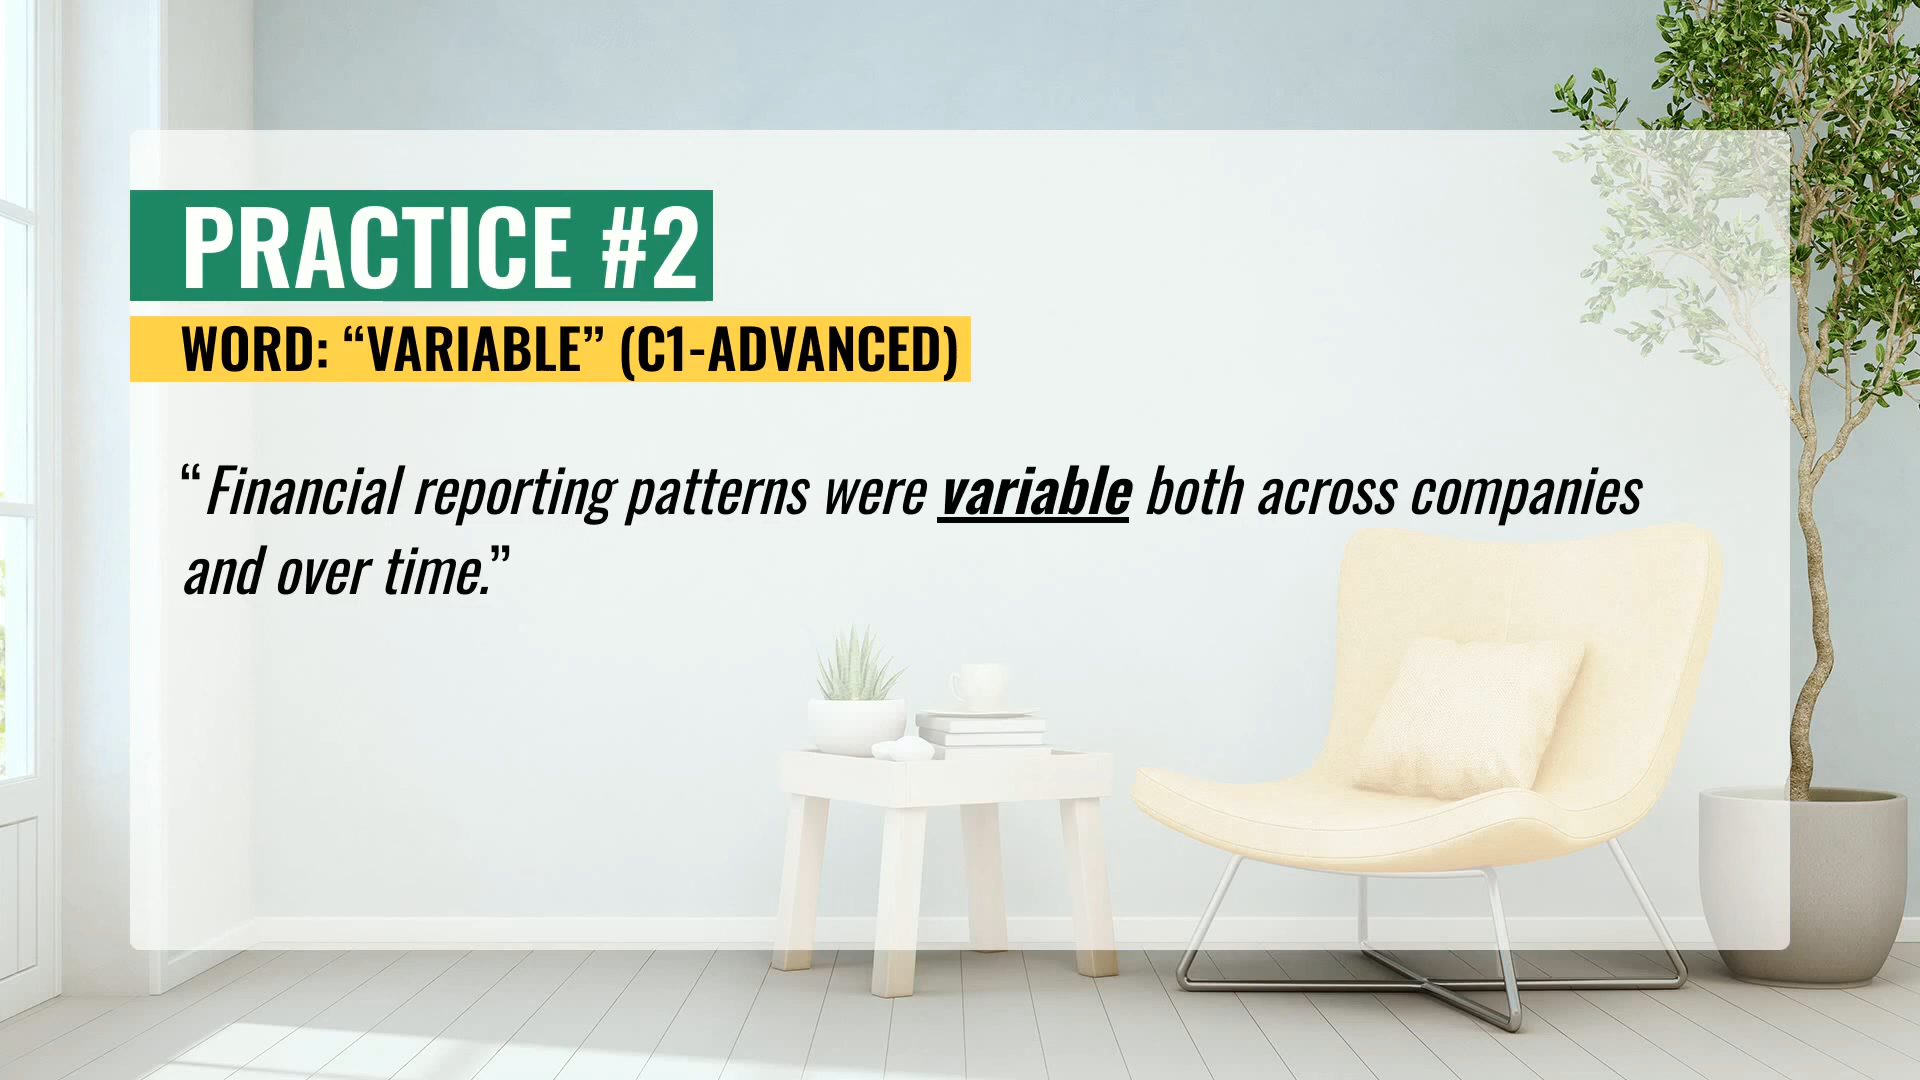 PRACTICE #2
WORD: “VARIABLE” (C1-ADVANCED)
“Financial reporting patterns were variable both across companies
and over time.”